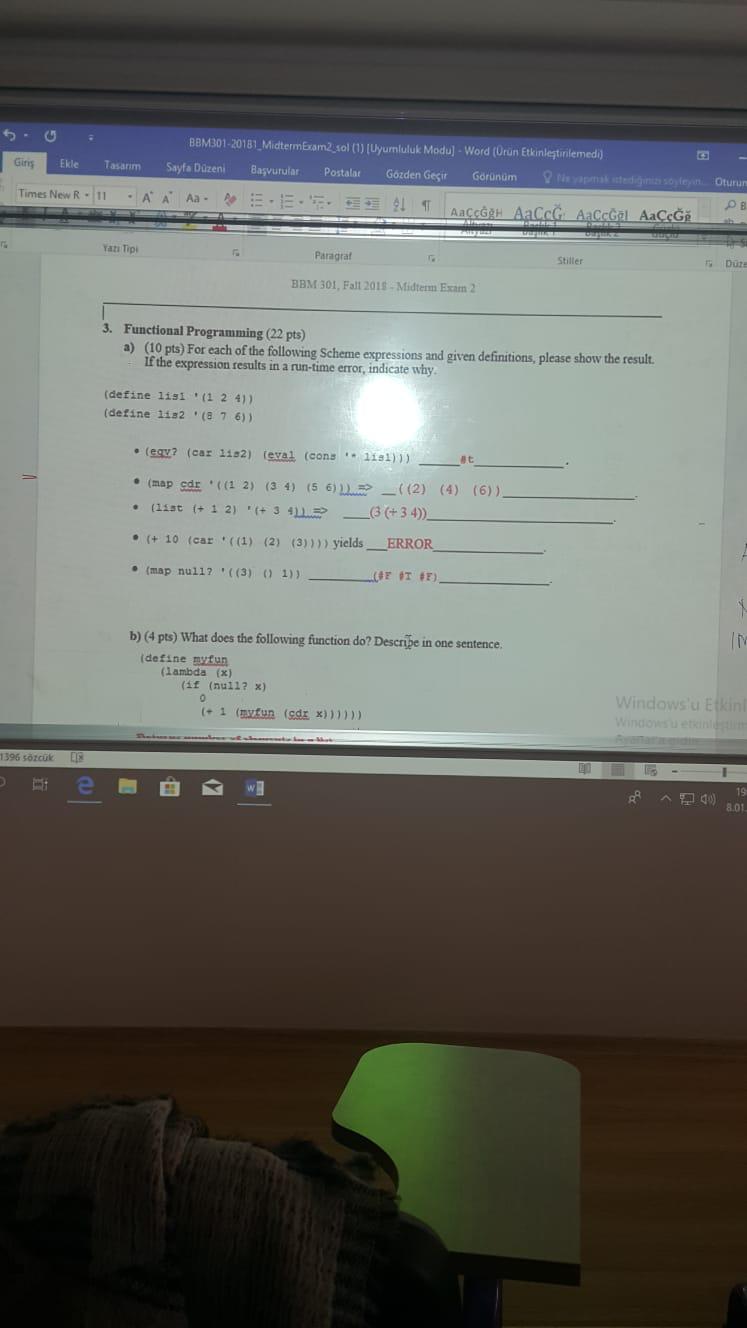 BBM301-20181_MidtermExam2_sol (1) [Uyumluluk Modu] - Word (Ürün Etkinleştirilemedi)
Giriş Ekle Tasarım Sayfa Düzeni Başvurular Postalar Gözden Geçir Görünüm Ne yapmak istediğinizi söyleyin... Oturun
Times New R 11 Aa AaÇcĞğH AaÇcĞ AaÇcĞğI AaÇcĞğ
Yazı Tipi Paragraf Stiller Düze
BBM 301, Fall 2018 - Midterm Exam 2
3. Functional Programming (22 pts)
a) (10 pts) For each of the following Scheme expressions and given definitions, please show the result.
If the expression results in a run-time error, indicate why.
(define lis1 '(1 2 4))
(define lis2 '(8 7 6))
• (eqv? (car lis2) (eval (cons '* lis1))) #t.
• (map cdr '((1 2) (3 4) (5 6))) => ((2) (4) (6)).
• (list (+ 1 2) '(+ 3 4)) => (3 (+ 3 4)).
• (+ 10 (car '((1) (2) (3)))) yields ERROR.
• (map null? '((3) () 1)) (#F #T #F).
b) (4 pts) What does the following function do? Describe in one sentence.
(define myfun
(lambda (x)
(if (null? x)
0
(+ 1 (myfun (cdr x))))))
Windows'u Etkinl
Windows'u etkinleştirm
Ayarlar'a gidin
1396 sözcük
19
8.01